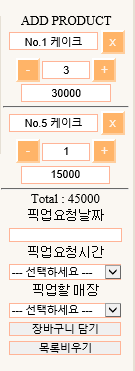 ADD PRODUCT
No.1 케이크 x
- 3 +
30000
No.5 케이크 x
- 1 +
15000
Total : 45000
픽업요청날짜
픽업요청시간
--- 선택하세요 ---
픽업할 매장
--- 선택하세요 ---
장바구니 담기
목록비우기